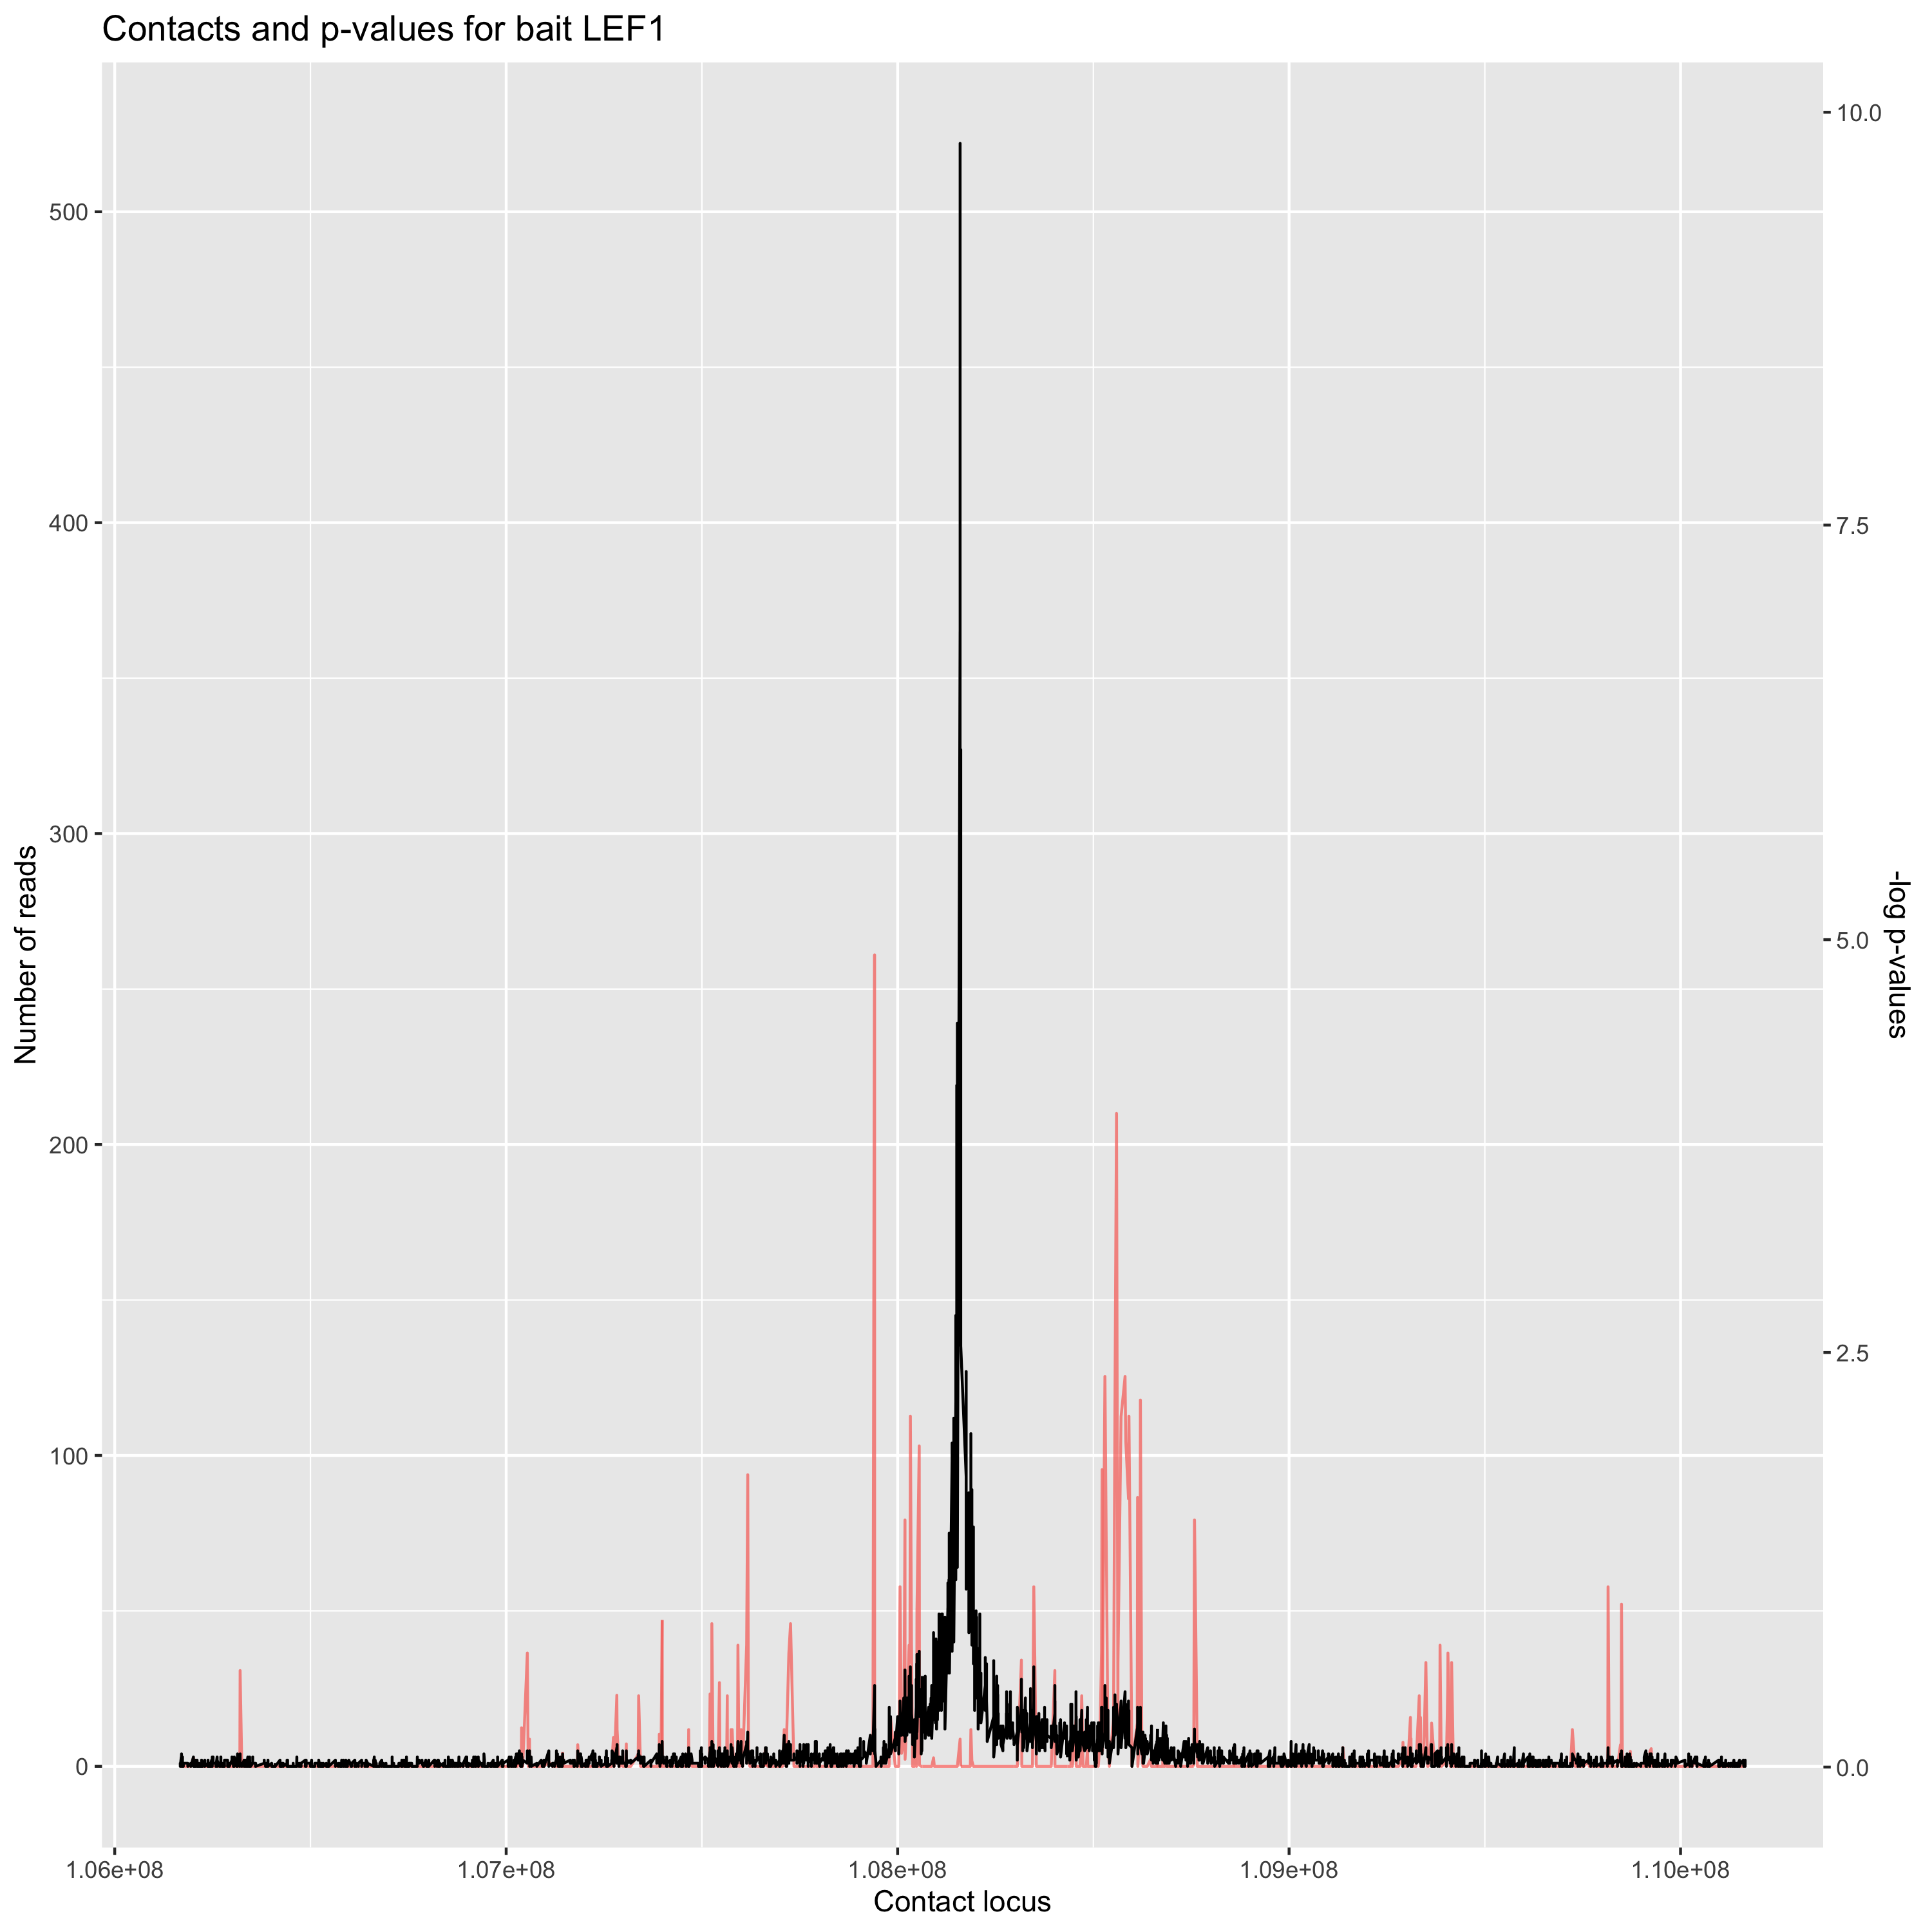 Contacts and p-values for bait LEF1
Number of reads
500
400
300
200
100
0
10.0
7.5
5.0
2.5
0.0
-log p-values
1.06e+08
1.07e+08
1.08e+08
1.09e+08
1.10e+08
Contact locus